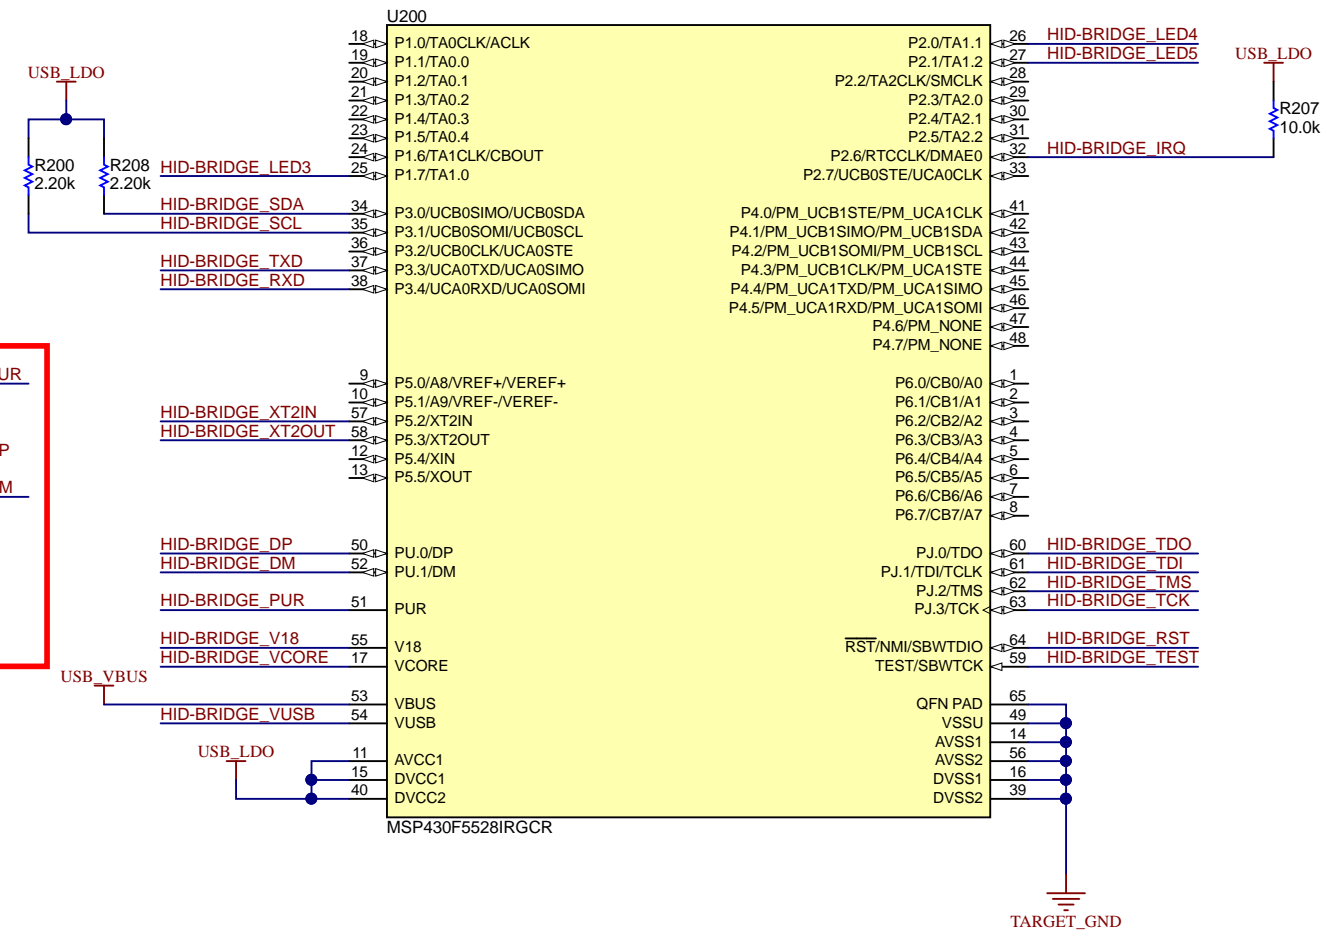 U200
18 P1.0/TA0CLK/ACLK P2.0/TA1.1 26 HID-BRIDGE_LED4
19 P1.1/TA0.0 P2.1/TA1.2 27 HID-BRIDGE_LED5 USB_LDO
USB_LDO 20 P1.2/TA0.1 P2.2/TA2CLK/SMCLK 28
21 P1.3/TA0.2 P2.3/TA2.0 29 R207
22 P1.4/TA0.3 P2.4/TA2.1 30 10.0k
23 P1.5/TA0.4 P2.5/TA2.2 31
24 P1.6/TA1CLK/CBOUT P2.6/RTCCLK/DMAE0 32 HID-BRIDGE_IRQ
R200 R208 HID-BRIDGE_LED3 25 P1.7/TA1.0 P2.7/UCB0STE/UCA0CLK 33
2.20k 2.20k
HID-BRIDGE_SDA 34 P3.0/UCB0SIMO/UCB0SDA P4.0/PM_UCB1STE/PM_UCA1CLK 41
HID-BRIDGE_SCL 35 P3.1/UCB0SOMI/UCB0SCL P4.1/PM_UCB1SIMO/PM_UCB1SDA 42
36 P3.2/UCB0CLK/UCA0STE P4.2/PM_UCB1SOMI/PM_UCB1SCL 43
HID-BRIDGE_TXD 37 P3.3/UCA0TXD/UCA0SIMO P4.3/PM_UCB1CLK/PM_UCA1STE 44
HID-BRIDGE_RXD 38 P3.4/UCA0RXD/UCA0SOMI P4.4/PM_UCA1TXD/PM_UCA1SIMO 45
P4.5/PM_UCA1RXD/PM_UCA1SOMI 46
P4.6/PM_NONE 47
P4.7/PM_NONE 48
UR 9 P5.0/A8/VREF+/VEREF+ P6.0/CB0/A0 1
10 P5.1/A9/VREF-/VEREF- P6.1/CB1/A1 2
HID-BRIDGE_XT2IN 57 P5.2/XT2IN P6.2/CB2/A2 3
HID-BRIDGE_XT2OUT 58 P5.3/XT2OUT P6.3/CB3/A3 4
P 12 P5.4/XIN P6.4/CB4/A4 5
13 P5.5/XOUT P6.5/CB5/A5 6
M P6.6/CB6/A6 7
P6.7/CB7/A7 8
HID-BRIDGE_DP 50 PU.0/DP PJ.0/TDO 60 HID-BRIDGE_TDO
HID-BRIDGE_DM 52 PU.1/DM PJ.1/TDI/TCLK 61 HID-BRIDGE_TDI
PJ.2/TMS 62 HID-BRIDGE_TMS
HID-BRIDGE_PUR 51 PUR PJ.3/TCK 63 HID-BRIDGE_TCK
HID-BRIDGE_V18 55 V18 RST/NMI/SBWTDIO 64 HID-BRIDGE_RST
HID-BRIDGE_VCORE 17 VCORE TEST/SBWTCK 59 HID-BRIDGE_TEST
USB_VBUS 53 VBUS QFN PAD 65
HID-BRIDGE_VUSB 54 VUSB VSSU 49
AVSS1 14
USB_LDO 11 AVCC1 AVSS2 56
15 DVCC1 DVSS1 16
40 DVCC2 DVSS2 39
MSP430F5528IRGCR
TARGET_GND